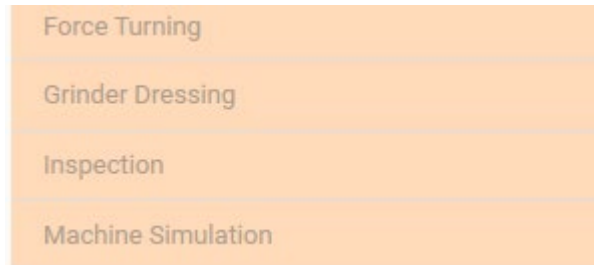 Force Turning
Grinder Dressing
Inspection
Machine Simulation